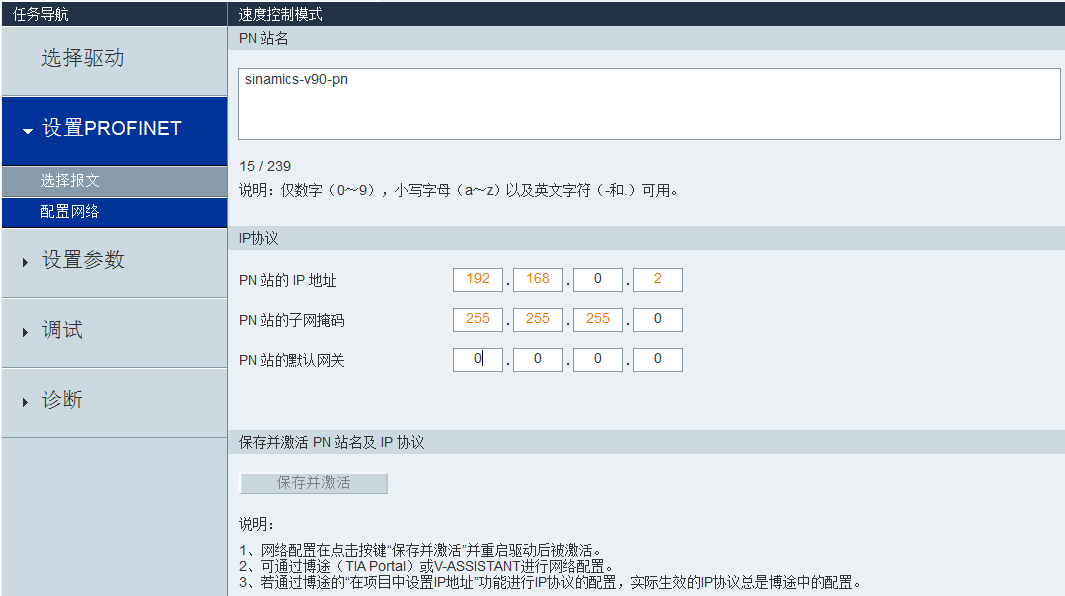 任务导航
速度控制模式
选择驱动
设置PROFINET
选择报文
配置网络
设置参数
调试
诊断
PN 站名
sinamics-v90-pn
15 / 239
说明：仅数字（0～9），小写字母（a～z）以及英文字符（-和.）可用。
IP协议
PN 站的 IP 地址 192 . 168 . 0 . 2
PN 站的子网掩码 255 . 255 . 255 . 0
PN 站的默认网关 0 . 0 . 0 . 0
保存并激活 PN 站名及 IP 协议
保存并激活
说明：
1、网络配置在点击按键“保存并激活”并重启驱动后被激活。
2、可通过博途（TIA Portal）或V-ASSISTANT进行网络配置。
3、若通过博途的“在项目中设置IP地址”功能进行IP协议的配置，实际生效的IP协议总是博途中的配置。